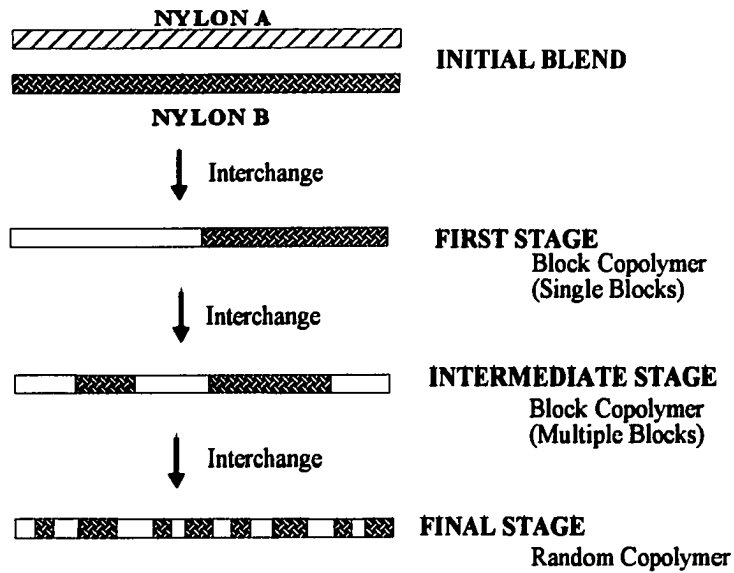 NYLON A
INITIAL BLEND
NYLON B
Interchange
FIRST STAGE
Block Copolymer
(Single Blocks)
Interchange
INTERMEDIATE STAGE
Block Copolymer
(Multiple Blocks)
Interchange
FINAL STAGE
Random Copolymer